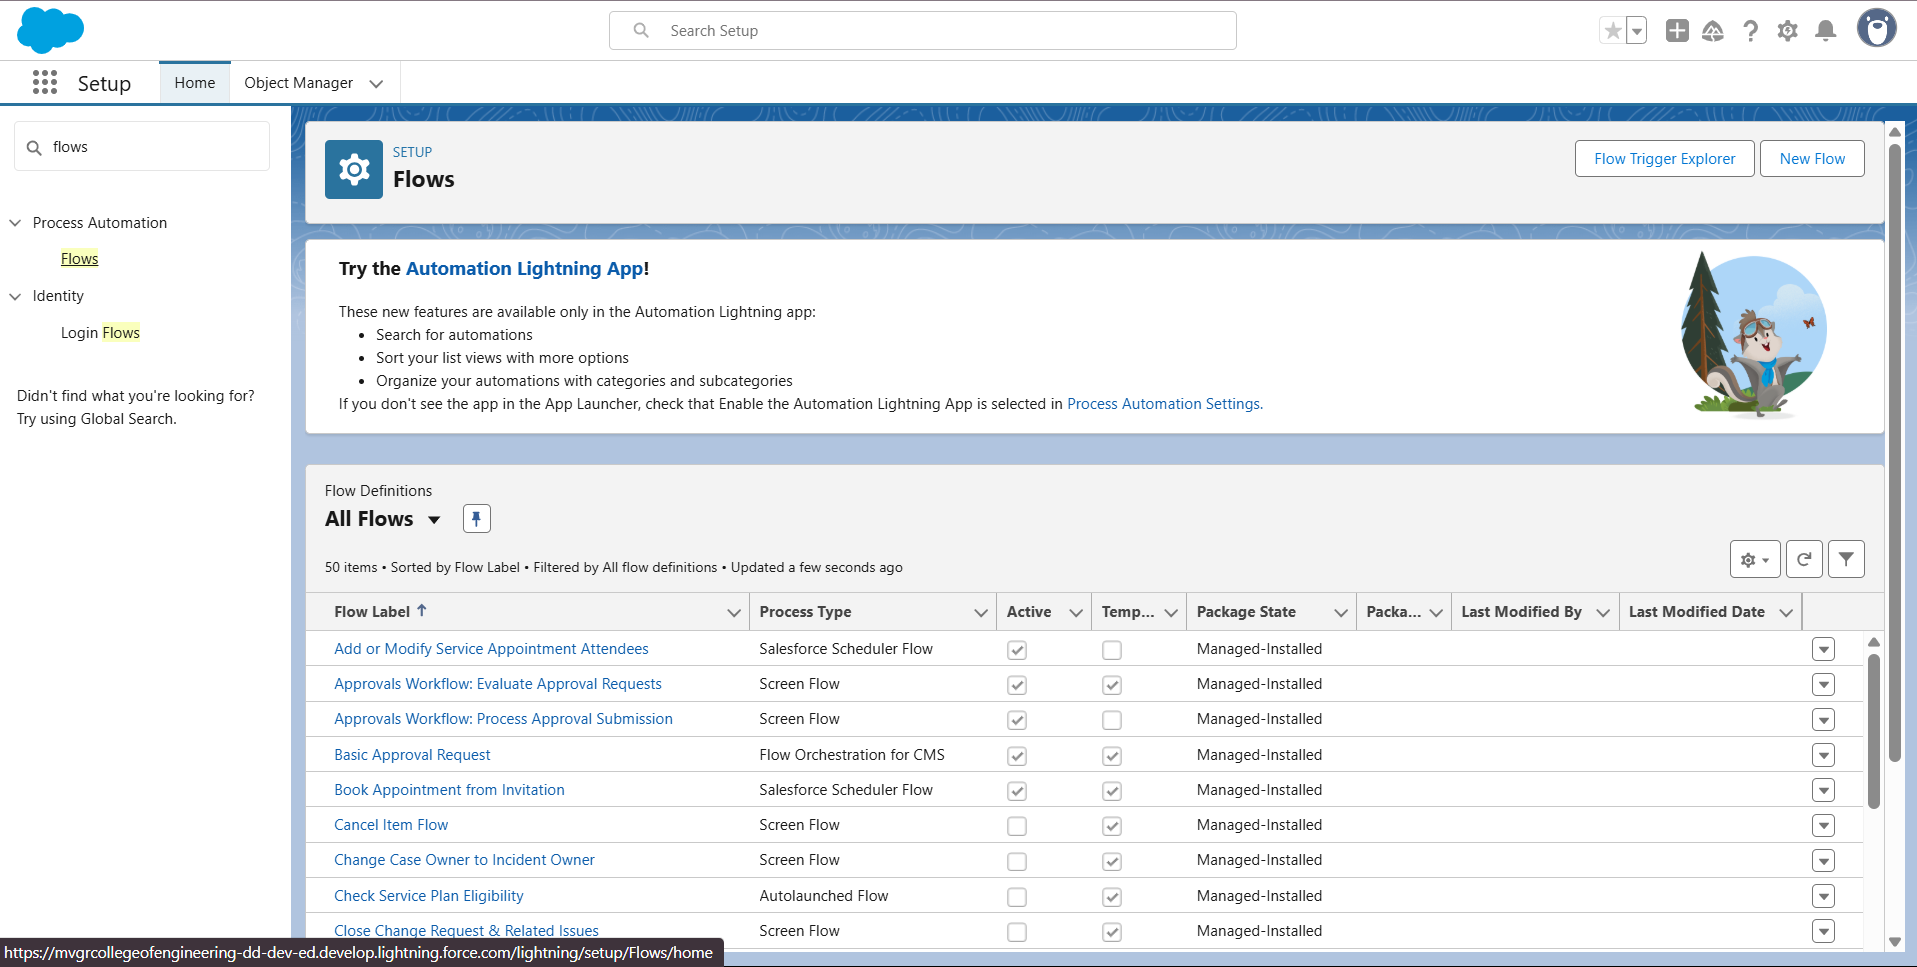 Search Setup
Setup
Home
Object Manager
flows
Process Automation
Flows
Identity
Login Flows
Didn't find what you're looking for?
Try using Global Search.
SETUP
Flows
Flow Trigger Explorer
New Flow
Try the Automation Lightning App!
These new features are available only in the Automation Lightning app:
• Search for automations
• Sort your list views with more options
• Organize your automations with categories and subcategories
If you don't see the app in the App Launcher, check that Enable the Automation Lightning App is selected in Process Automation Settings.
Flow Definitions
All Flows
50 items • Sorted by Flow Label • Filtered by All flow definitions • Updated a few seconds ago
Flow Label Process Type Active Temp... Package State Packa... Last Modified By Last Modified Date
Add or Modify Service Appointment Attendees Salesforce Scheduler Flow Managed-Installed
Approvals Workflow: Evaluate Approval Requests Screen Flow Managed-Installed
Approvals Workflow: Process Approval Submission Screen Flow Managed-Installed
Basic Approval Request Flow Orchestration for CMS Managed-Installed
Book Appointment from Invitation Salesforce Scheduler Flow Managed-Installed
Cancel Item Flow Screen Flow Managed-Installed
Change Case Owner to Incident Owner Screen Flow Managed-Installed
Check Service Plan Eligibility Autolaunched Flow Managed-Installed
Close Change Request & Related Issues Screen Flow Managed-Installed
https://mvgrcollegeofengineering-dd-dev-ed.develop.lightning.force.com/lightning/setup/Flows/home